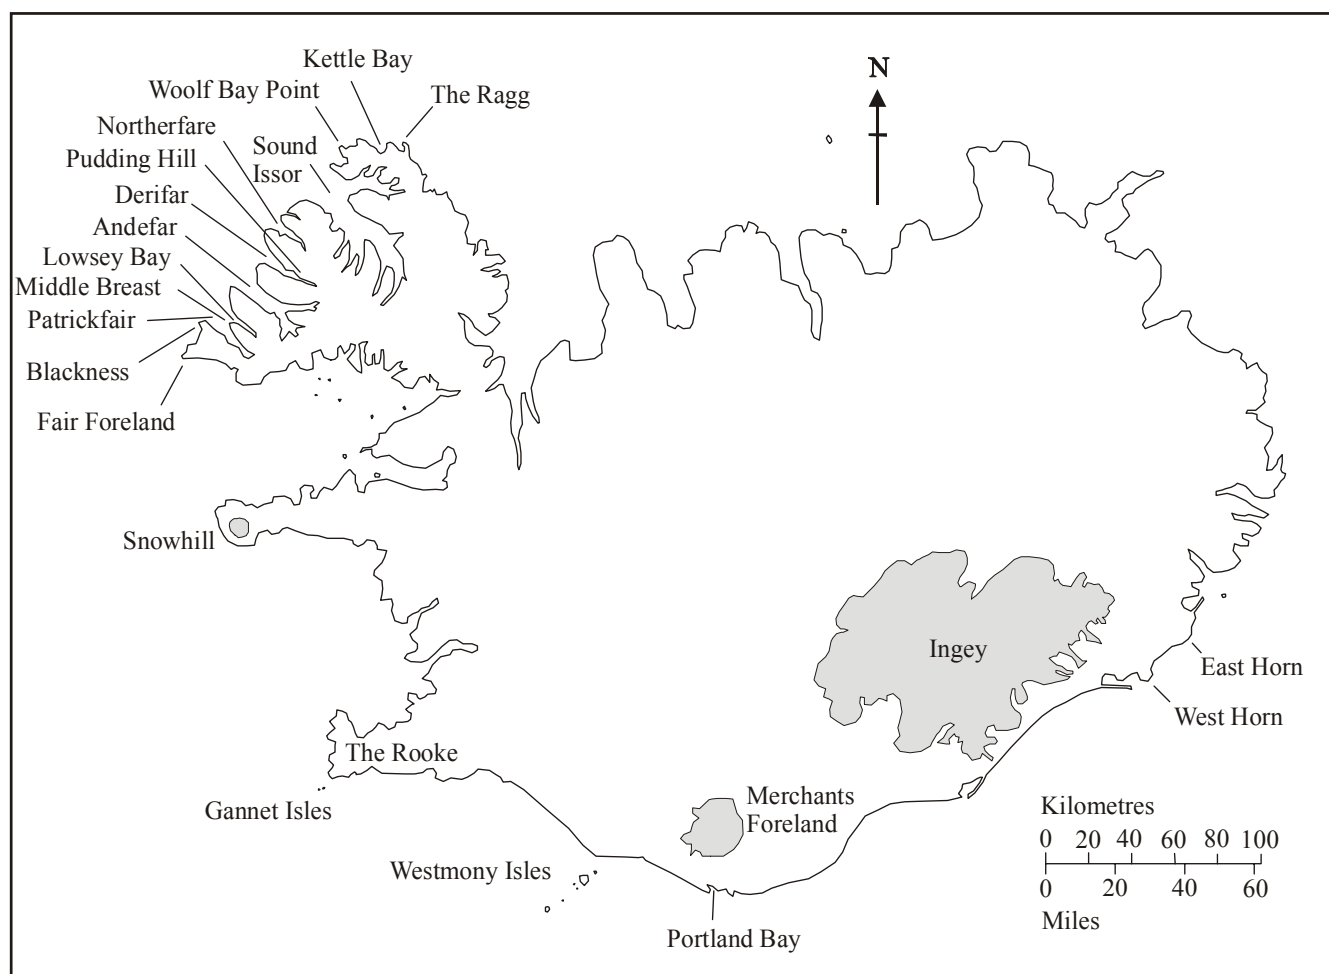 Kettle Bay
Woolf Bay Point
The Ragg
N
Northerfare
Sound
Issor
Pudding Hill
Derifar
Andefar
Lowsey Bay
Middle Breast
Patrickfair
Blackness
Fair Foreland
Snowhill
Ingey
East Horn
West Horn
The Rooke
Gannet Isles
Merchants
Foreland
Westmony Isles
Portland Bay
Kilometres
0 20 40 60 80 100
0 20 40 60
Miles